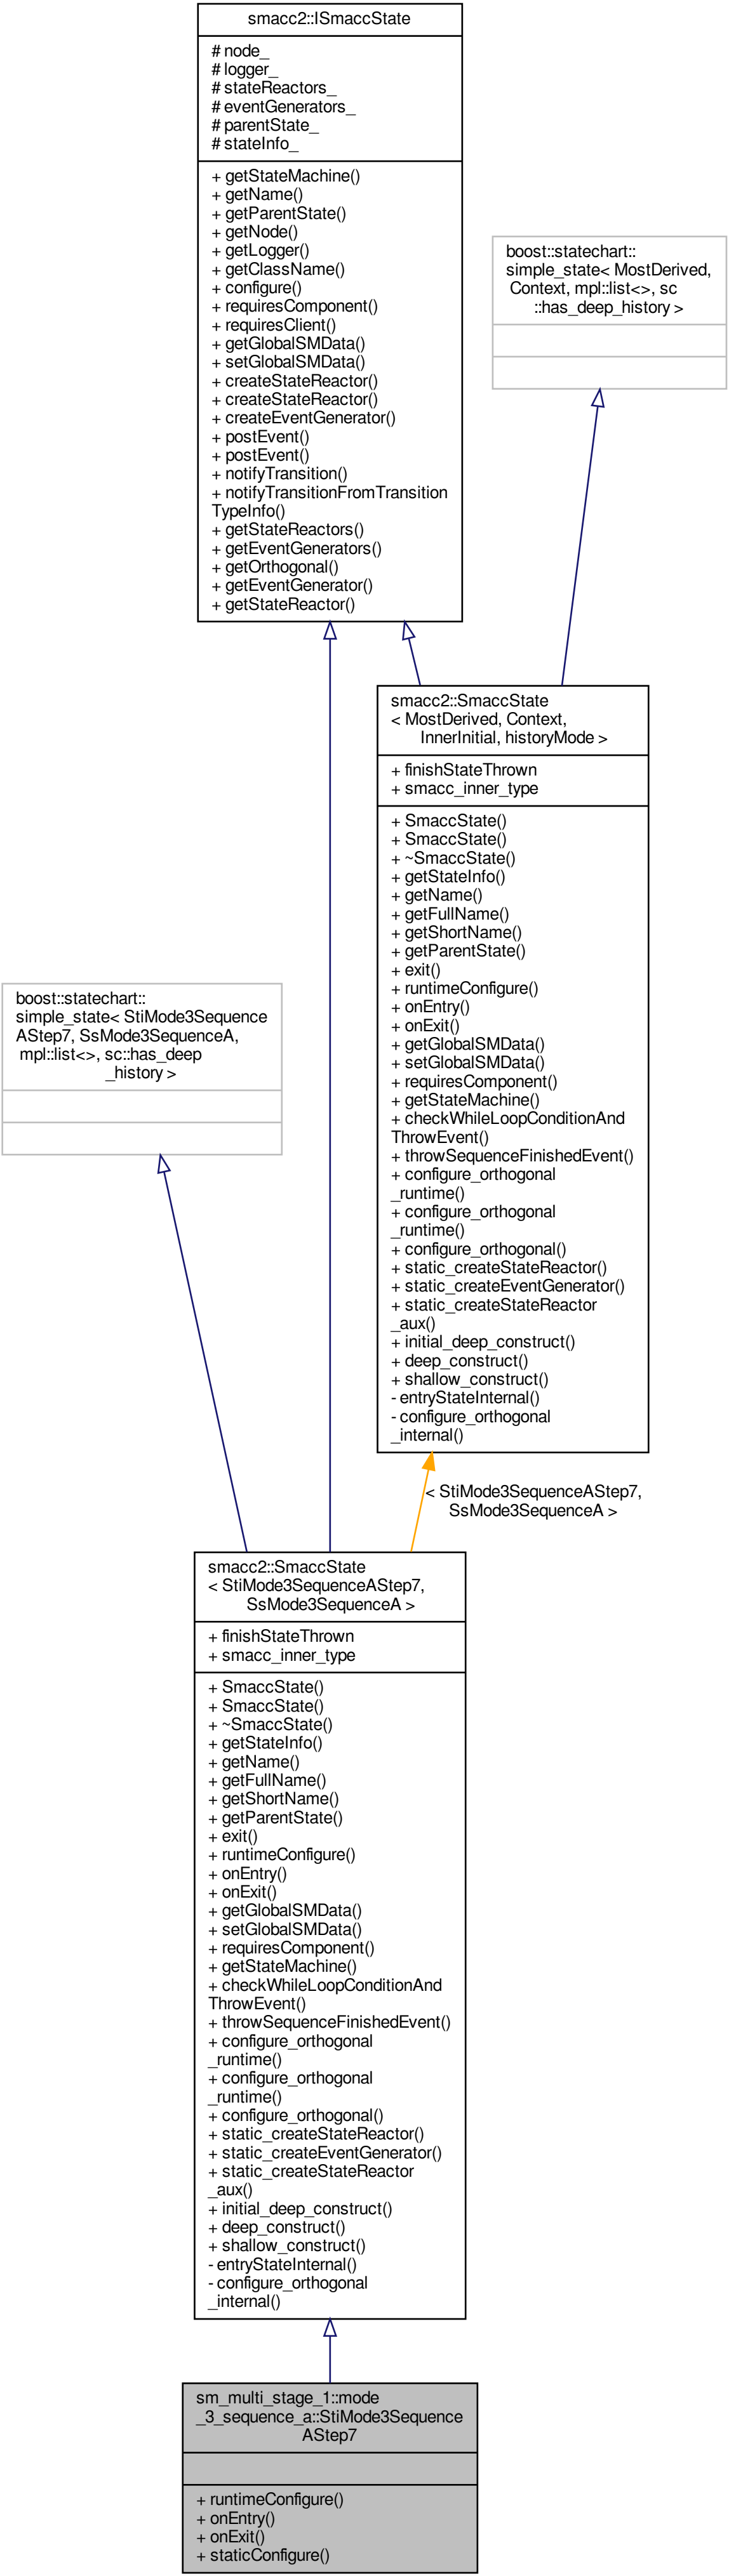 smacc2::ISmaccState
# node_
# logger_
# stateReactors_
# eventGenerators_
# parentState_
# stateInfo_
+ getStateMachine()
+ getName()
+ getParentState()
+ getNode()
+ getLogger()
+ getClassName()
+ configure()
+ requiresComponent()
+ requiresClient()
+ getGlobalSMData()
+ setGlobalSMData()
+ createStateReactor()
+ createStateReactor()
+ createEventGenerator()
+ postEvent()
+ postEvent()
+ notifyTransition()
+ notifyTransitionFromTransition
TypeInfo()
+ getStateReactors()
+ getEventGenerators()
+ getOrthogonal()
+ getEventGenerator()
+ getStateReactor()
boost::statechart::
simple_state< MostDerived,
Context, mpl::list<>, sc
::has_deep_history >
smacc2::SmaccState
< MostDerived, Context,
InnerInitial, historyMode >
+ finishStateThrown
+ smacc_inner_type
+ SmaccState()
+ SmaccState()
+ ~SmaccState()
+ getStateInfo()
+ getName()
+ getFullName()
+ getShortName()
+ getParentState()
+ exit()
+ runtimeConfigure()
+ onEntry()
+ onExit()
+ getGlobalSMData()
+ setGlobalSMData()
+ requiresComponent()
+ getStateMachine()
+ checkWhileLoopConditionAnd
ThrowEvent()
+ throwSequenceFinishedEvent()
+ configure_orthogonal
_runtime()
+ configure_orthogonal
_runtime()
+ configure_orthogonal()
+ static_createStateReactor()
+ static_createEventGenerator()
+ static_createStateReactor
_aux()
+ initial_deep_construct()
+ deep_construct()
+ shallow_construct()
- entryStateInternal()
- configure_orthogonal
_internal()
boost::statechart::
simple_state< StiMode3Sequence
AStep7, SsMode3SequenceA,
mpl::list<>, sc::has_deep
_history >
< StiMode3SequenceAStep7,
SsMode3SequenceA >
smacc2::SmaccState
< StiMode3SequenceAStep7,
SsMode3SequenceA >
+ finishStateThrown
+ smacc_inner_type
+ SmaccState()
+ SmaccState()
+ ~SmaccState()
+ getStateInfo()
+ getName()
+ getFullName()
+ getShortName()
+ getParentState()
+ exit()
+ runtimeConfigure()
+ onEntry()
+ onExit()
+ getGlobalSMData()
+ setGlobalSMData()
+ requiresComponent()
+ getStateMachine()
+ checkWhileLoopConditionAnd
ThrowEvent()
+ throwSequenceFinishedEvent()
+ configure_orthogonal
_runtime()
+ configure_orthogonal
_runtime()
+ configure_orthogonal()
+ static_createStateReactor()
+ static_createEventGenerator()
+ static_createStateReactor
_aux()
+ initial_deep_construct()
+ deep_construct()
+ shallow_construct()
- entryStateInternal()
- configure_orthogonal
_internal()
sm_multi_stage_1::mode
_3_sequence_a::StiMode3Sequence
AStep7
+ runtimeConfigure()
+ onEntry()
+ onExit()
+ staticConfigure()